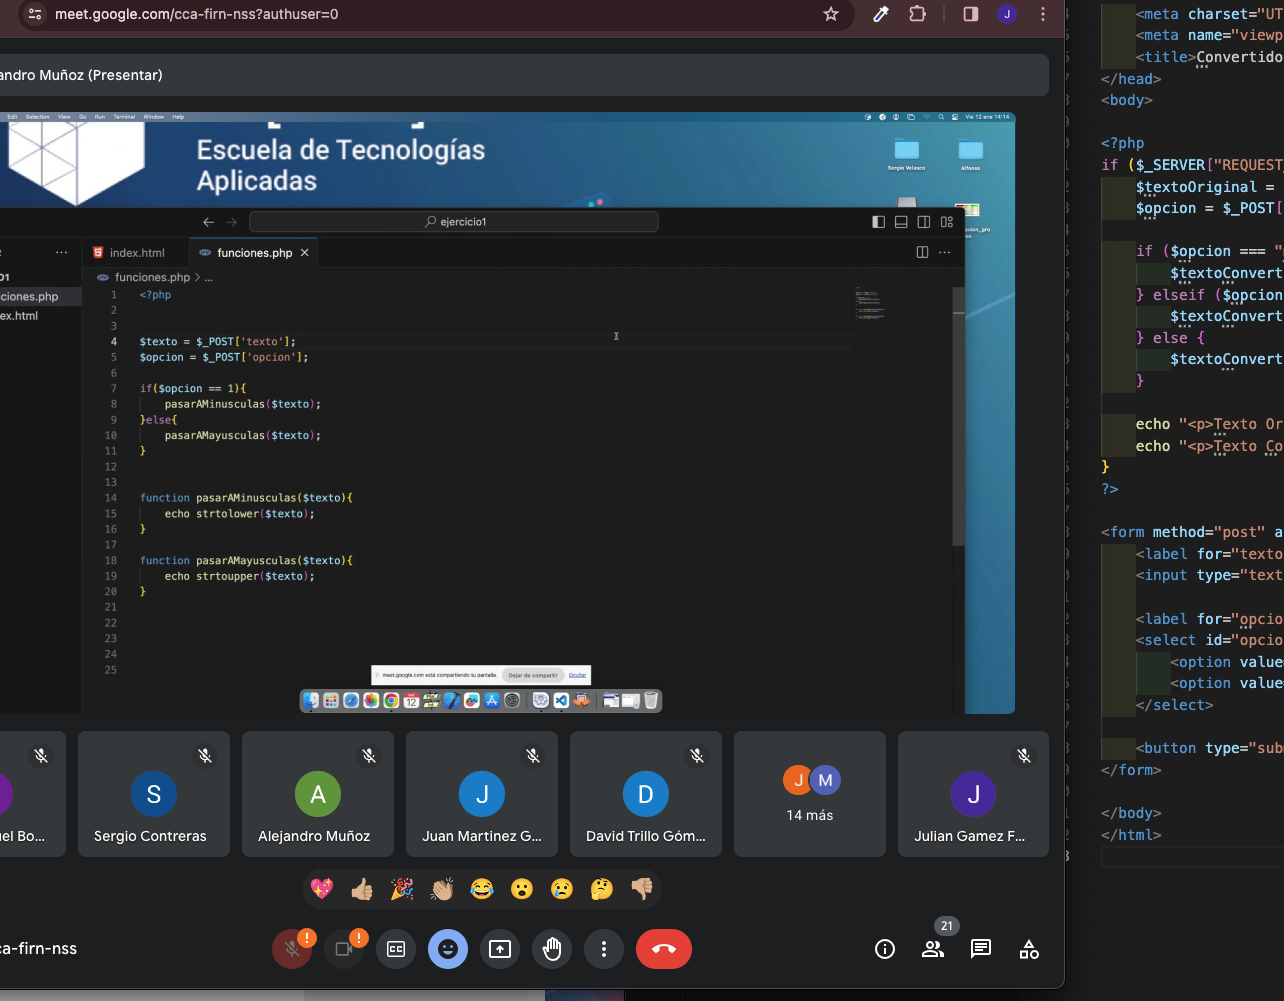 meet.google.com/cca-firn-nss?authuser=0
J
andro Muñoz (Presentar)
Edit Selection View Go Run Terminal Window Help
Vie 12 ene 14:14
Escuela de Tecnologías
Aplicadas
Sergio Velasco
Alfonso
ejercicio1
index.html
funciones.php
funciones.php > ...
O1
ciones.php
ex.html
1 <?php
2
3
4 $texto = $_POST['texto'];
5 $opcion = $_POST['opcion'];
6
7 if($opcion == 1){
8 pasarAMinusculas($texto);
9 }else{
10 pasarAMayusculas($texto);
11 }
12
13
14 function pasarAMinusculas($texto){
15 echo strtolower($texto);
16 }
17
18 function pasarAMayusculas($texto){
19 echo strtoupper($texto);
20 }
21
22
23
24
25
meet.google.com está compartiendo tu pantalla.
Dejar de compartir
Ocultar
12
uel Bo...
S
Sergio Contreras
A
Alejandro Muñoz
J
Juan Martinez G...
D
David Trillo Góm...
J M
14 más
J
Julian Gamez F...
ca-firn-nss
!
!
CC
21
<meta charset="UT
<meta name="viewp
<title>Convertido
</head>
<body>
<?php
if ($_SERVER["REQUEST_
$textoOriginal =
$opcion = $_POST[
if ($opcion === "
$textoConvert
} elseif ($opcion
$textoConvert
} else {
$textoConvert
}
echo "<p>Texto Or
echo "<p>Texto Co
}
?>
<form method="post" a
<label for="texto
<input type="text
<label for="opcio
<select id="opcio
<option value
<option value
</select>
<button type="subm
</form>
</body>
</html>